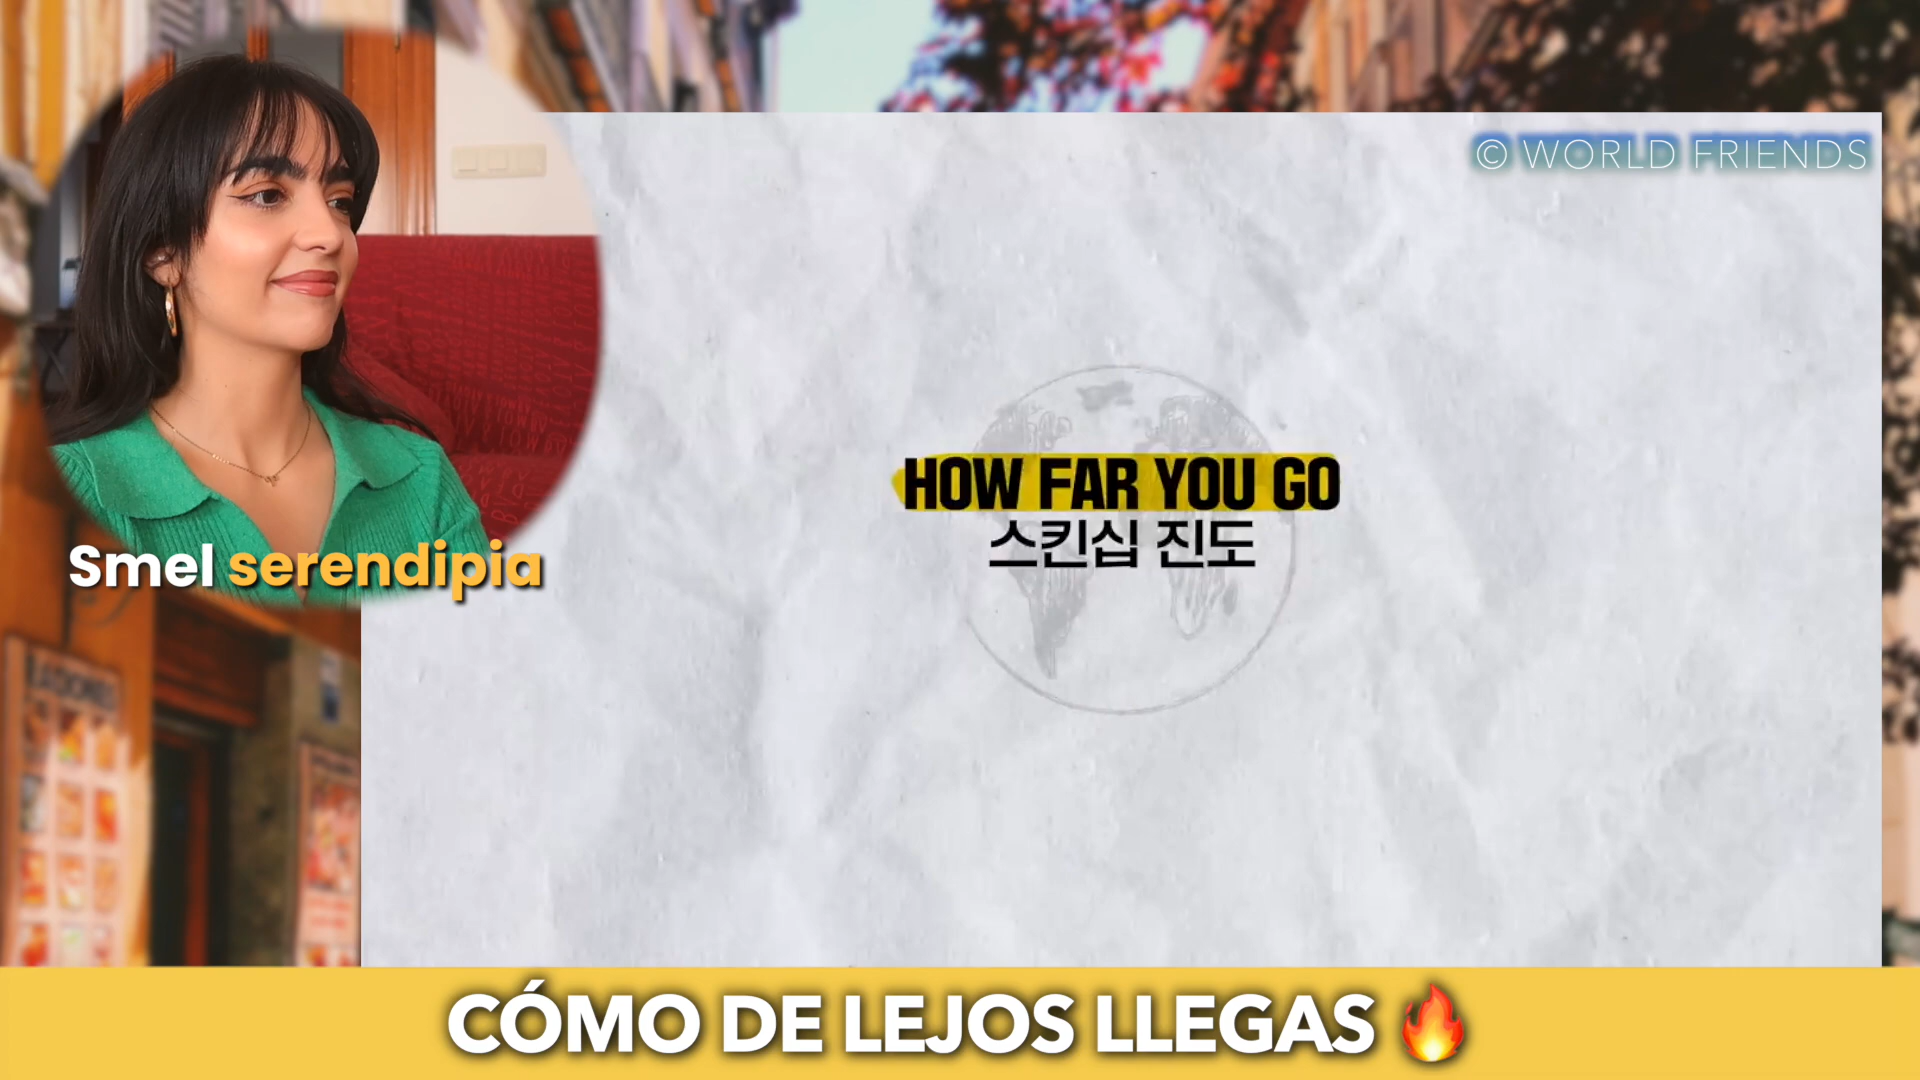 © WORLD FRIENDS
HOW FAR YOU GO
스킨십 진도
Smel serendipia
CÓMO DE LEJOS LLEGAS 🔥